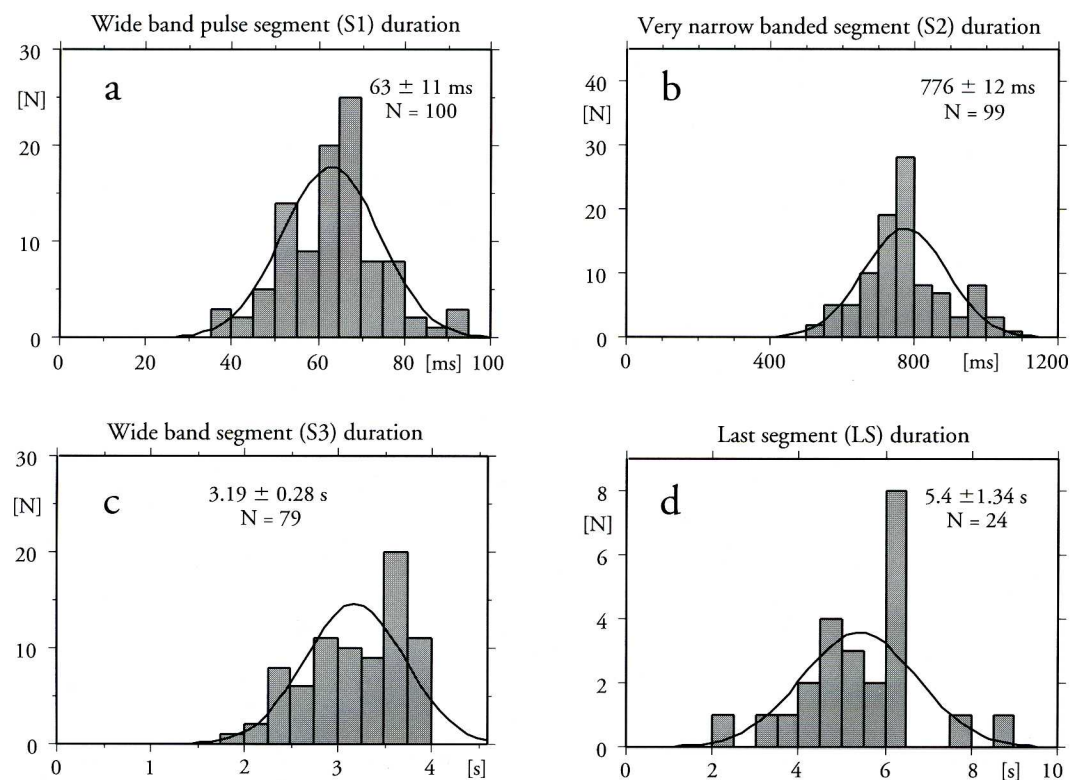 Wide band pulse segment (S1) duration
30
[N]
20
10
0
a
63 ± 11 ms
N = 100
0 20 40 60 80 [ms] 100
Very narrow banded segment (S2) duration
40
[N]
30
20
10
0
b
776 ± 12 ms
N = 99
0 400 800 [ms] 1200
Wide band segment (S3) duration
30
[N]
20
10
0
c
3.19 ± 0.28 s
N = 79
0 1 2 3 4 [s]
Last segment (LS) duration
8
[N]
6
4
2
0
d
5.4 ±1.34 s
N = 24
0 2 4 6 8 [s] 10